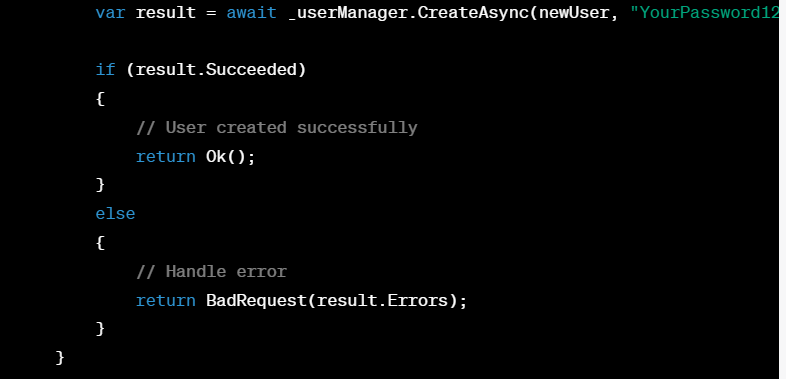 var result = await _userManager.CreateAsync(newUser, "YourPassword12
if (result.Succeeded)
{
// User created successfully
return Ok();
}
else
{
// Handle error
return BadRequest(result.Errors);
}
}